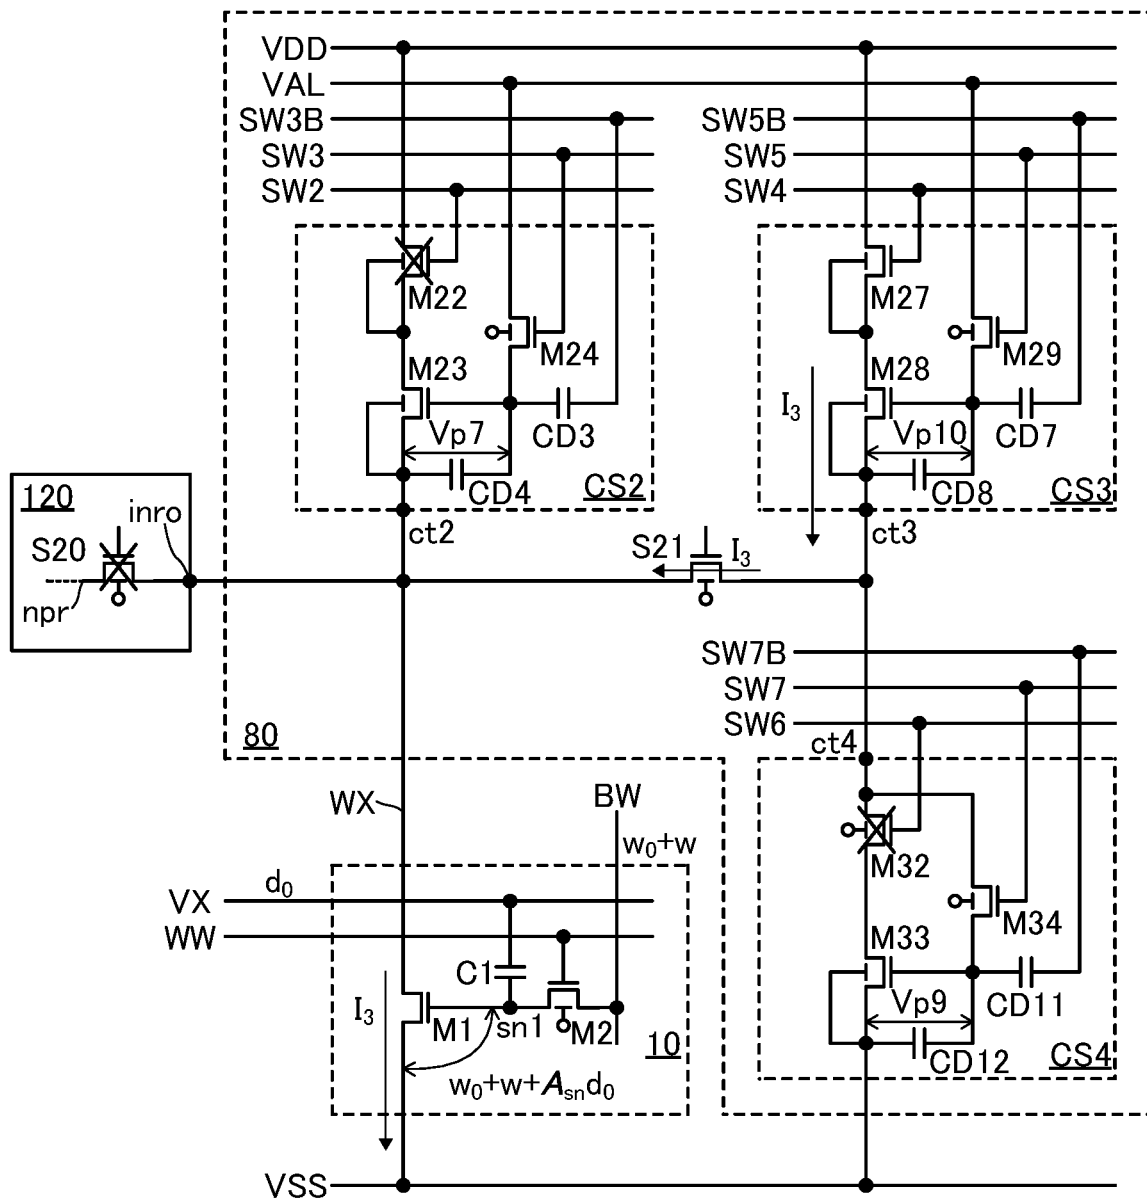 VDD
VAL
SW3B
SW5B
SW3
SW5
SW2
SW4
M22
M27
M24
M29
M23
M28
I₃
Vp7
CD3
Vp10
CD7
CD4
CS2
CD8
CS3
120
inro
ct2
ct3
S20
S21
I₃
npr
SW7B
SW7
SW6
80
ct4
WX
BW
w₀+w
M32
d₀
VX
WW
M34
M33
C1
I₃
M1
sn1
M2
10
Vp9
CD11
w₀+w+Aₛₙd₀
CD12
CS4
VSS